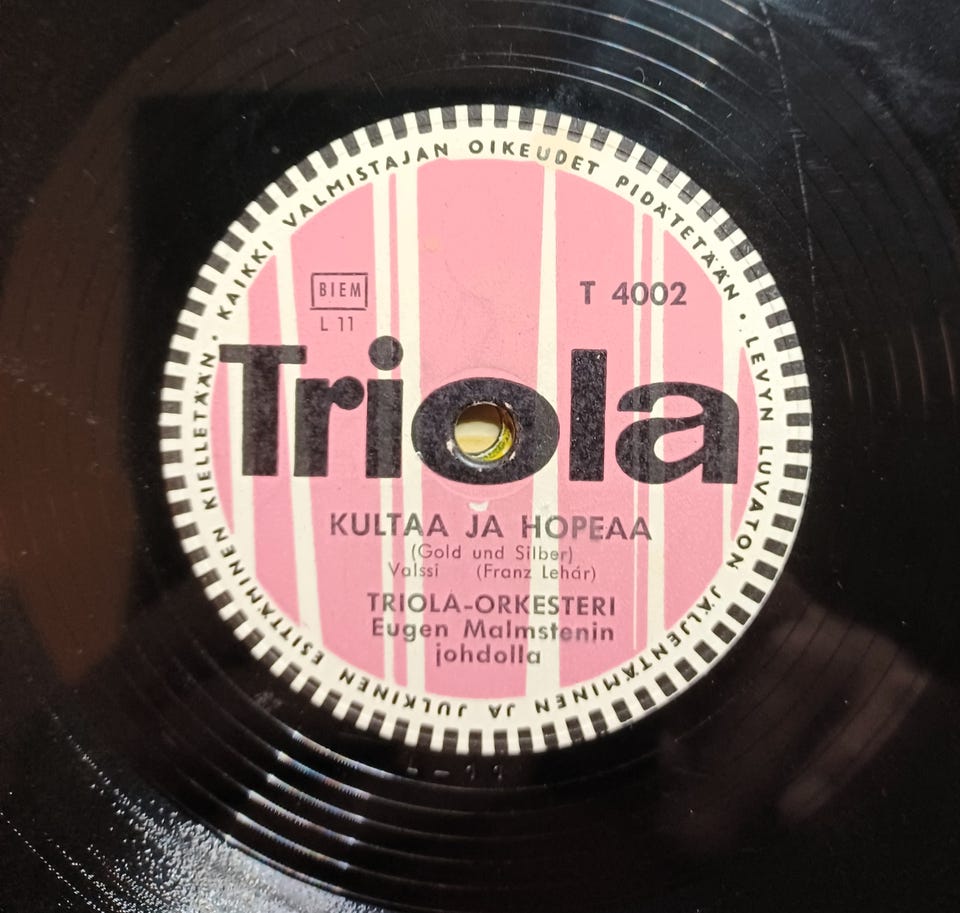 KAIKKI VALMISTAJAN OIKEUDET PIDÄTETÄÄN · LEVYN LUVATON JÄLJENTÄMINEN JA JULKINEN ESITTÄMINEN KIELLETÄÄN ·
BIEM
L 11
T 4002
Triola
KULTAA JA HOPEAA
(Gold und Silber)
Valssi (Franz Lehár)
TRIOLA-ORKESTERI
Eugen Malmstenin
johdolla